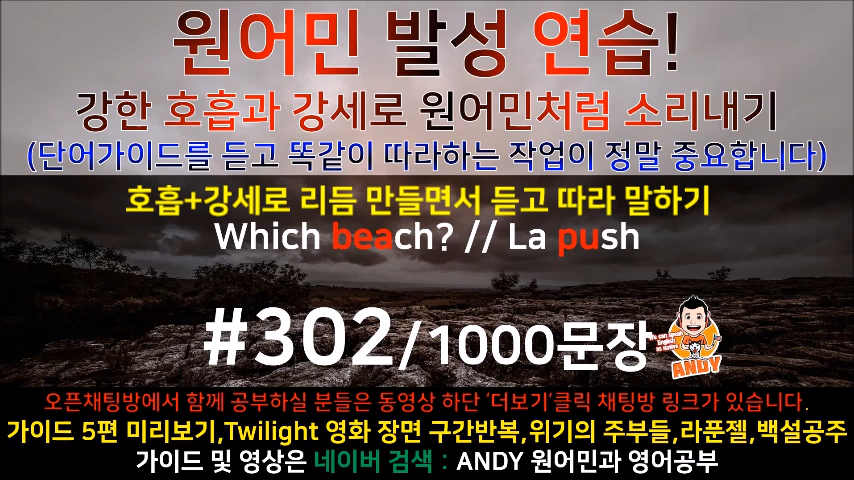 원어민 발성 연습!
강한 호흡과 강세로 원어민처럼 소리내기
(단어가이드를 듣고 똑같이 따라하는 작업이 정말 중요합니다)
호흡+강세로 리듬 만들면서 듣고 따라 말하기
Which beach? // La push
#302/1000문장
We can speak English as native
ANDY
오픈채팅방에서 함께 공부하실 분들은 동영상 하단 '더보기'클릭 채팅방 링크가 있습니다.
가이드 5편 미리보기,Twilight 영화 장면 구간반복,위기의 주부들,라푼젤,백설공주
가이드 및 영상은 네이버 검색 : ANDY 원어민과 영어공부